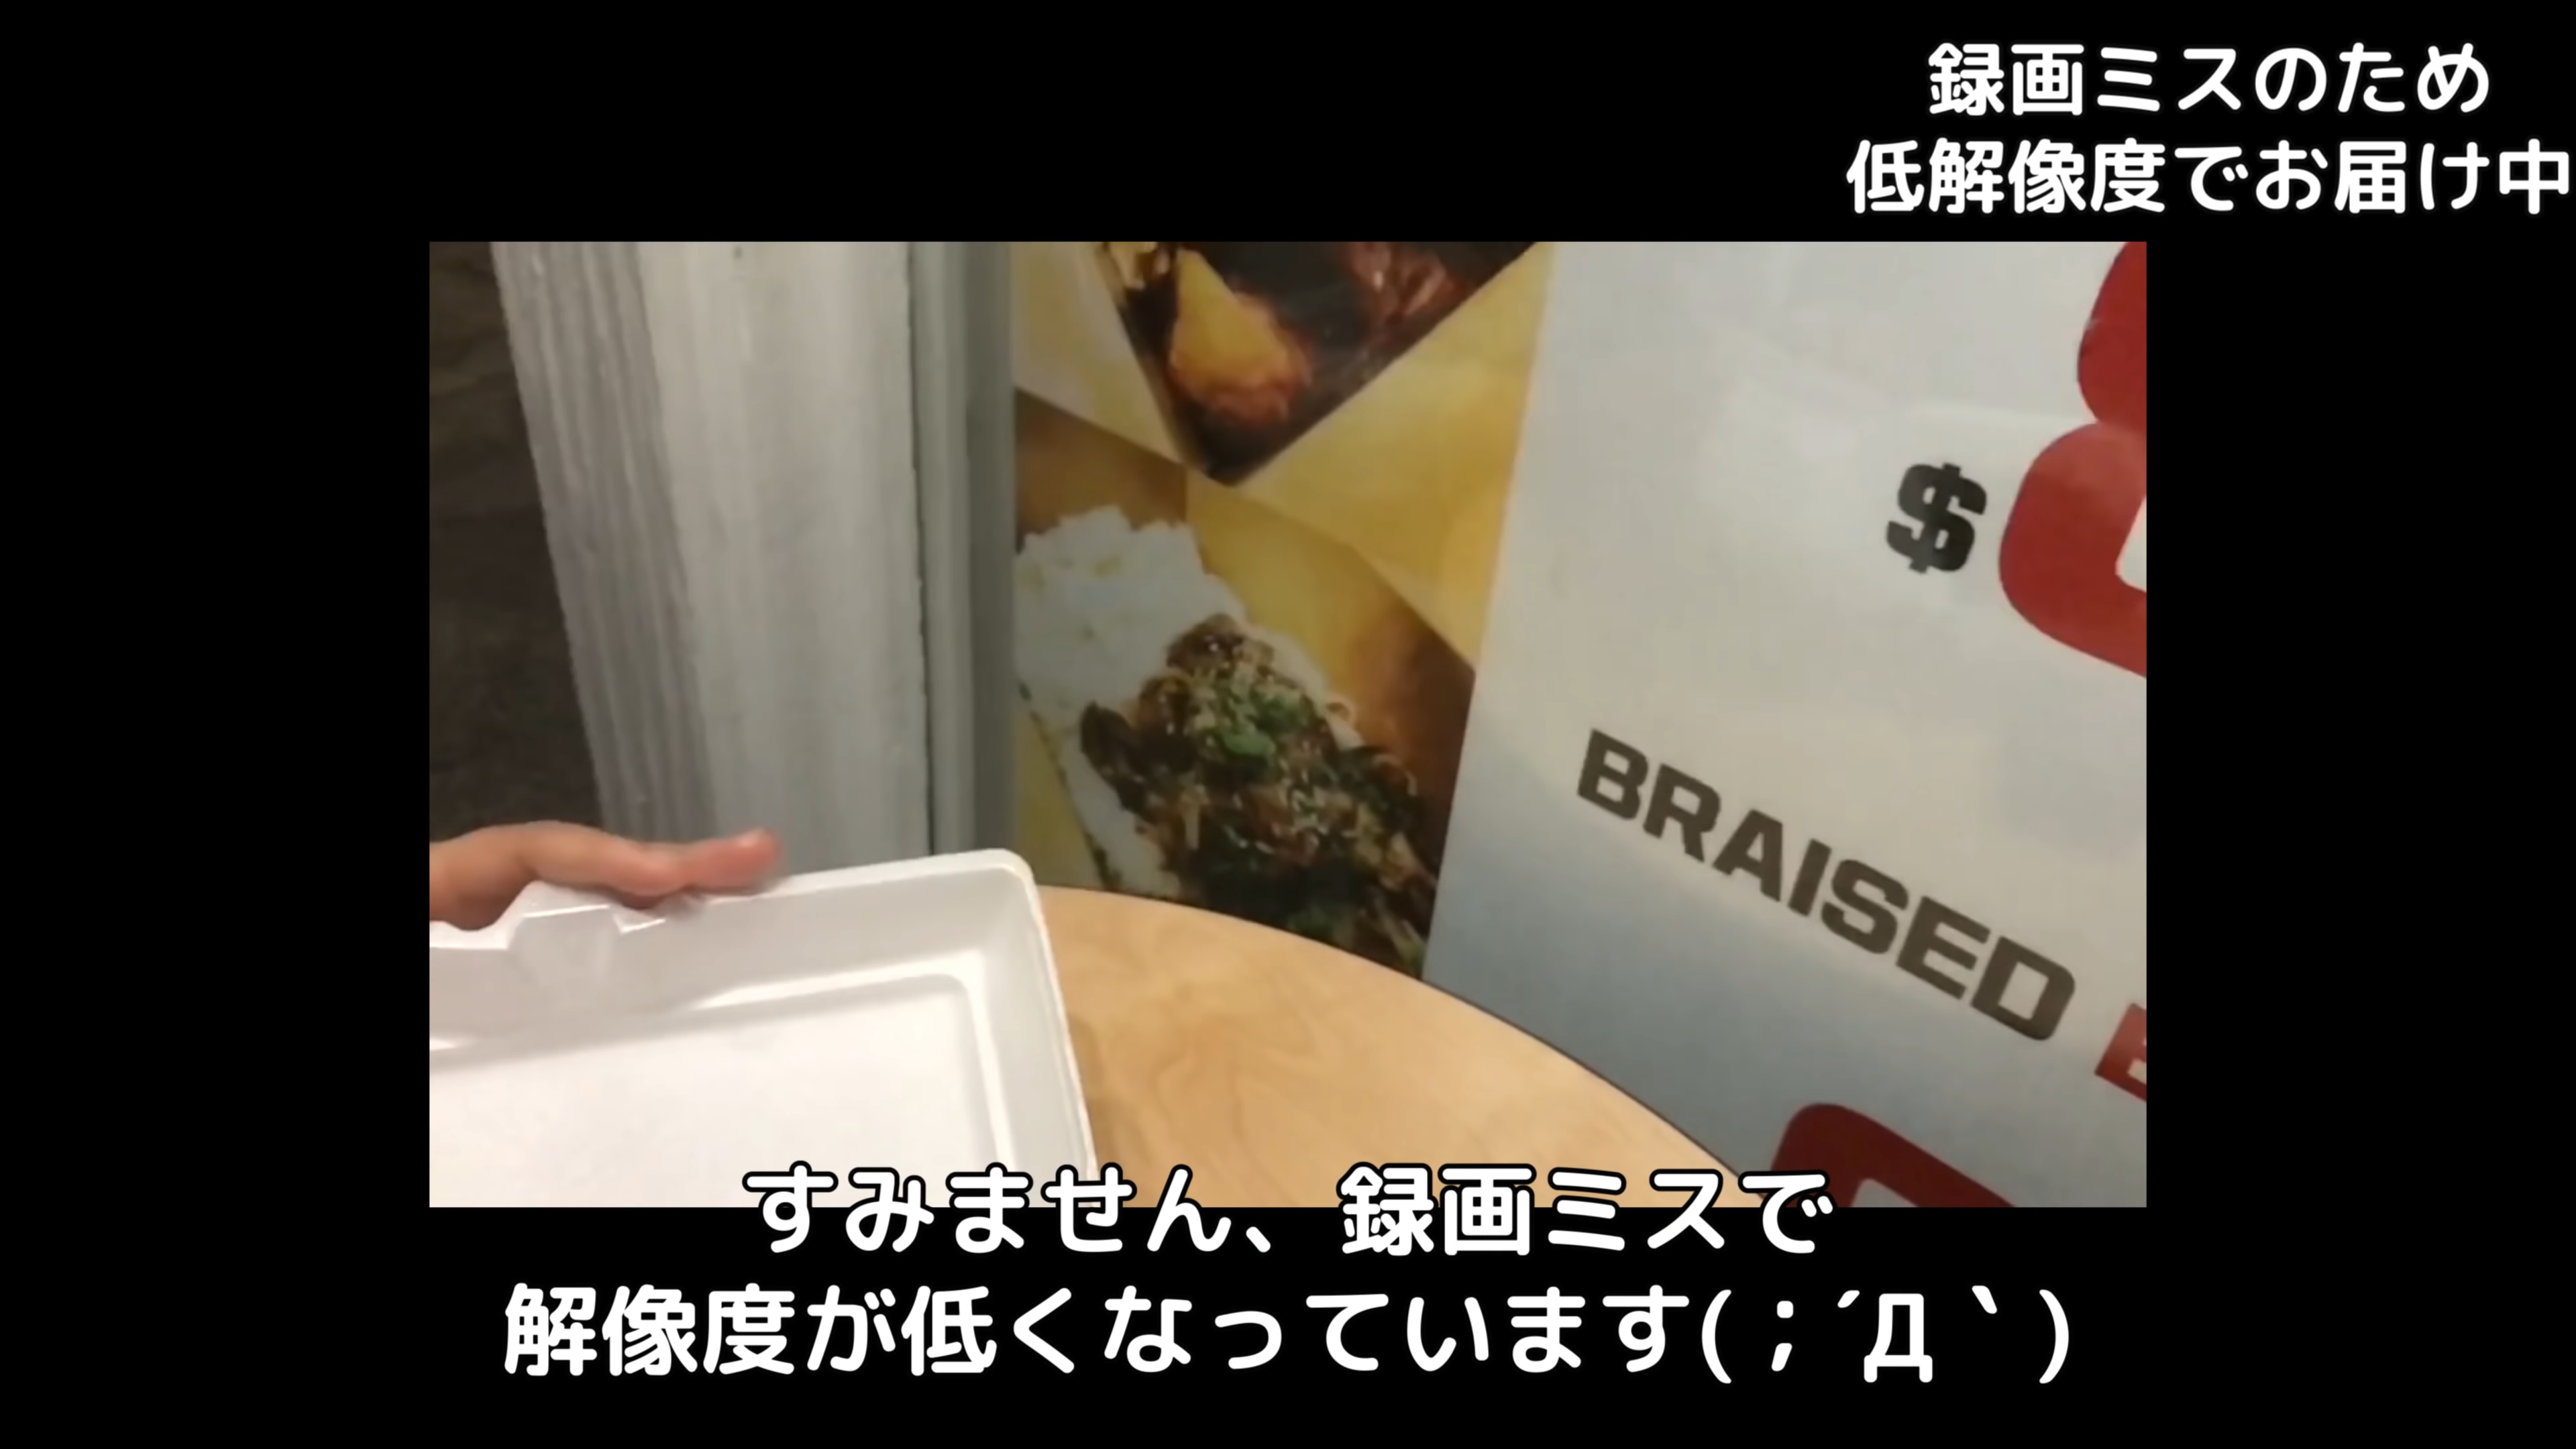 録画ミスのため
低解像度でお届け中
$
BRAISED
すみません、録画ミスで
解像度が低くなっています(；´Д｀)